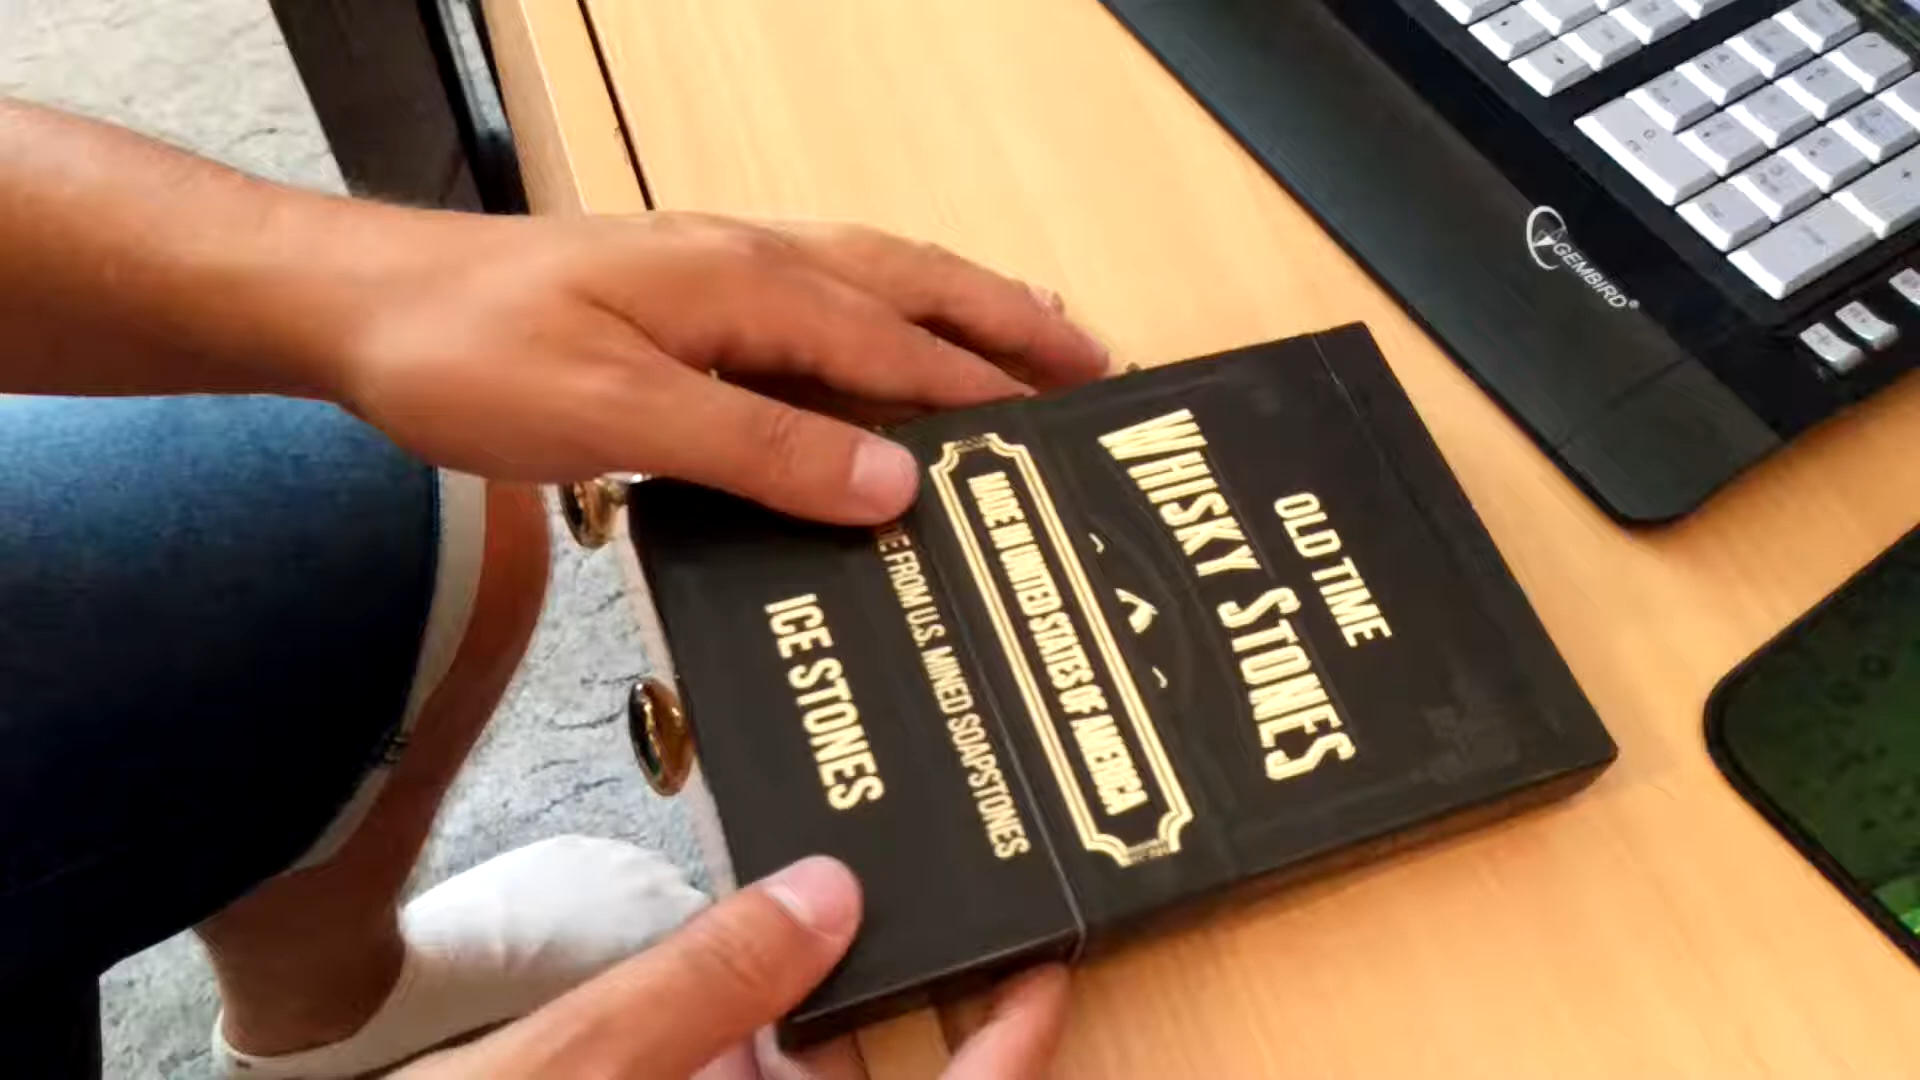 OLD TIME
WHISKY STONES
MADE IN UNITED STATES OF AMERICA
FROM U.S. MINED SOAPSTONES
ICE STONES
GEMBIRD®